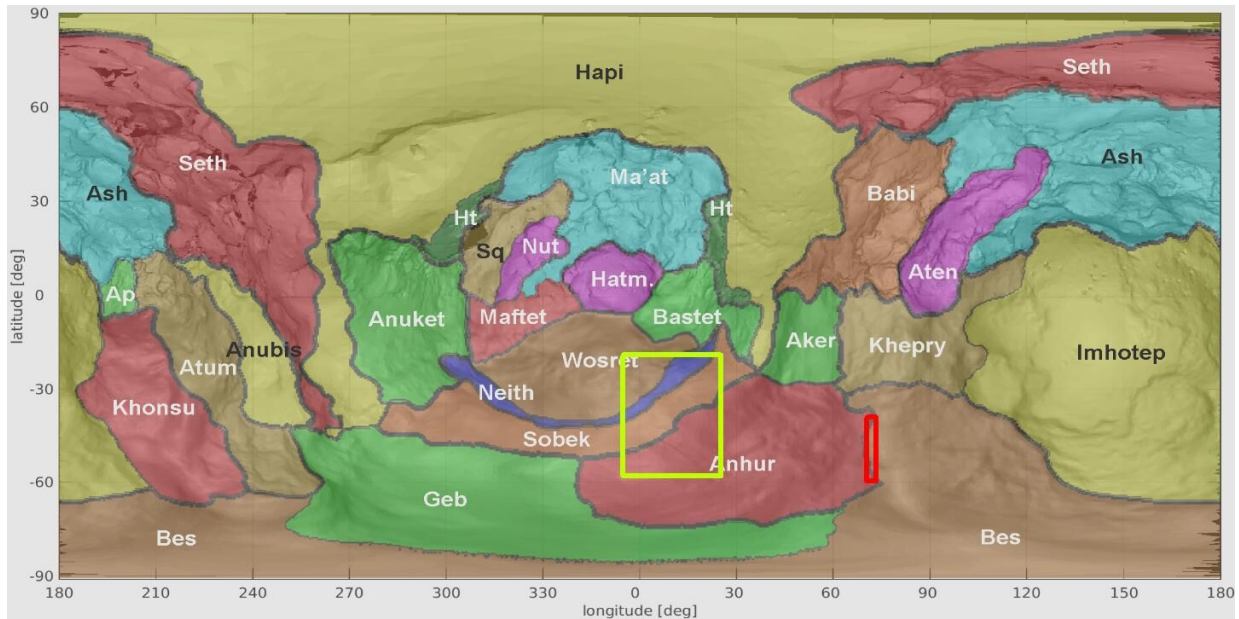 90
Hapi
Seth
60
Seth
Ash
Ma'at
Ash
Babi
30
Ht
Ht
Nut
Sq
Aten
Hatm.
Ap
0
Anuket
Maftet
Bastet
Aker
Khepry
Imhotep
Anubis
Wosret
Atum
-30
Neith
Khonsu
Sobek
Anhur
-60
Geb
Bes
Bes
-90
latitude [deg]
180 210 240 270 300 330 0 30 60 90 120 150 180
longitude [deg]